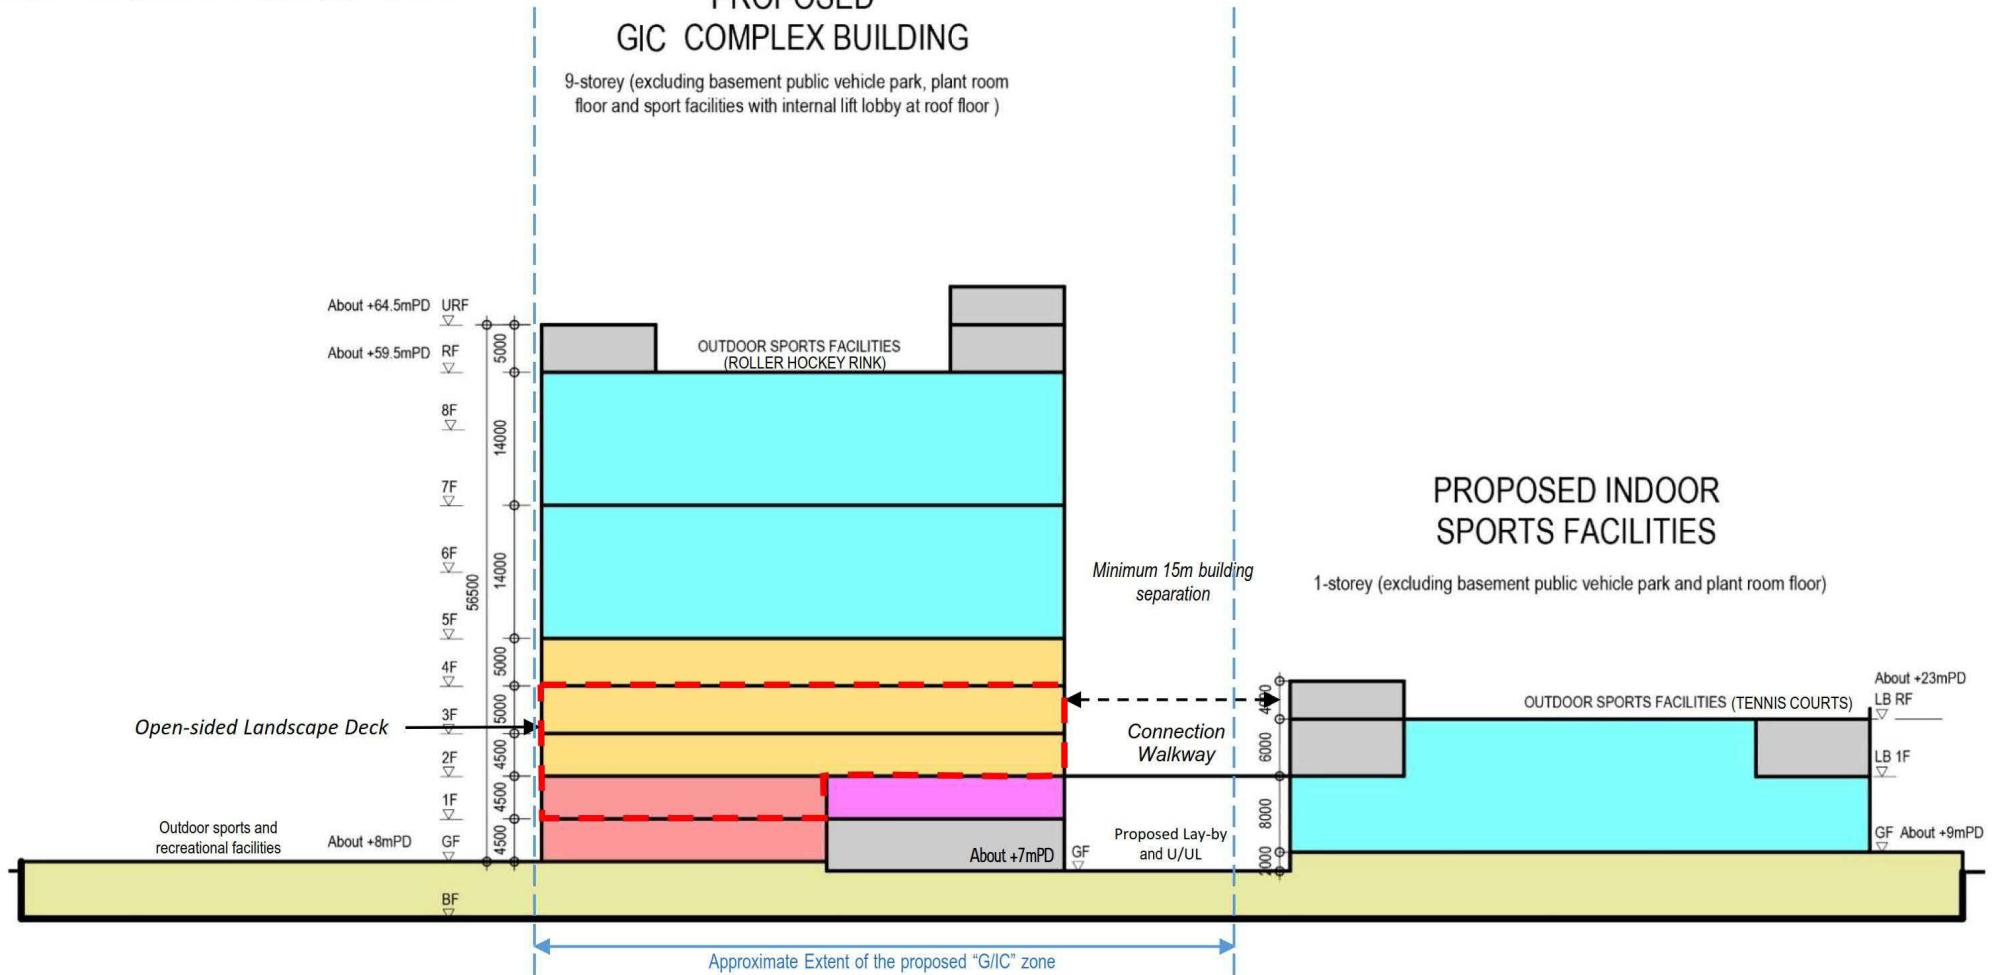 PROPOSED
GIC COMPLEX BUILDING
9-storey (excluding basement public vehicle park, plant room
floor and sport facilities with internal lift lobby at roof floor )
About +64.5mPD URF
About +59.5mPD RF
8F
7F
6F
5F
4F
3F
2F
1F
About +8mPD GF
BF
56500
5000
14000
14000
5000
5000
4500
4500
4500
OUTDOOR SPORTS FACILITIES
(ROLLER HOCKEY RINK)
Open-sided Landscape Deck
Outdoor sports and
recreational facilities
About +7mPD GF
Minimum 15m building
separation
Connection
Walkway
Proposed Lay-by
and U/UL
PROPOSED INDOOR
SPORTS FACILITIES
1-storey (excluding basement public vehicle park and plant room floor)
6000
8000
2000
OUTDOOR SPORTS FACILITIES (TENNIS COURTS)
About +23mPD
LB RF
LB 1F
GF About +9mPD
Approximate Extent of the proposed “G/IC” zone